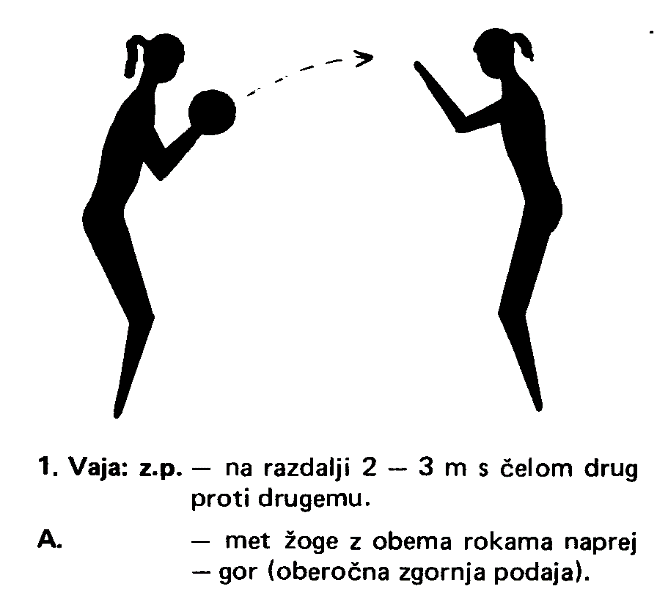 1. Vaja: z.p. — na razdalji 2 — 3 m s čelom drug
proti drugemu.
A. — met žoge z obema rokama naprej
— gor (oberočna zgornja podaja).